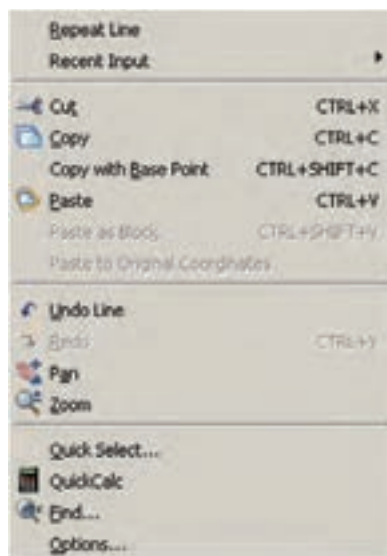 Repeat Line
Recent Input
Cut CTRL+X
Copy CTRL+C
Copy with Base Point CTRL+SHIFT+C
Paste CTRL+V
Paste as Block CTRL+SHIFT+V
Paste to Original Coordinates
Undo Line
Redo CTRL+Y
Pan
Zoom
Quick Select...
QuickCalc
Find...
Options...